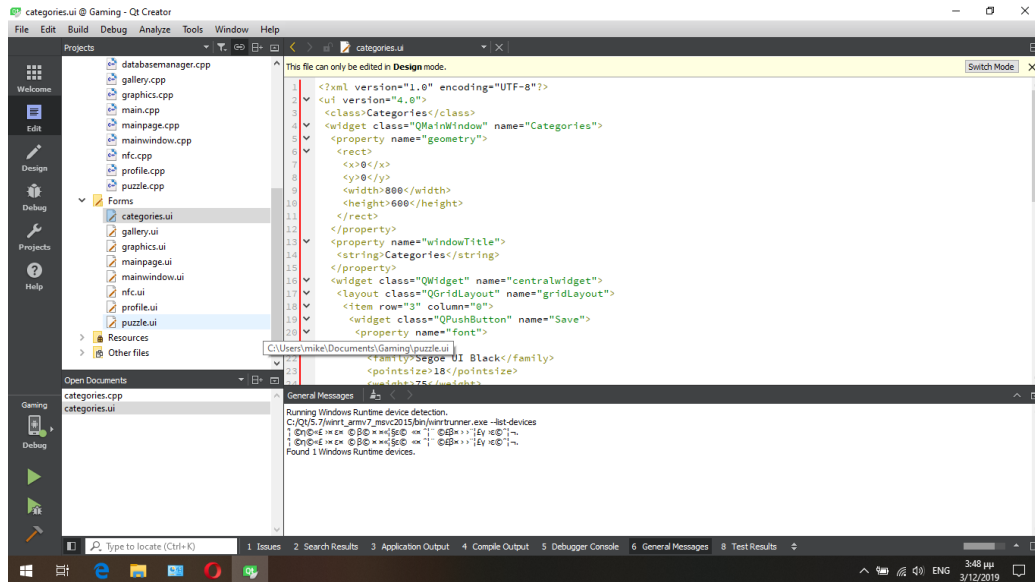 categories.ui @ Gaming - Qt Creator
File Edit Build Debug Analyze Tools Window Help
Projects
categories.ui
Welcome
Edit
Design
Debug
Projects
Help
Gaming
Debug
databasemanager.cpp
gallery.cpp
graphics.cpp
main.cpp
mainpage.cpp
mainwindow.cpp
nfc.cpp
profile.cpp
puzzle.cpp
Forms
categories.ui
gallery.ui
graphics.ui
mainpage.ui
mainwindow.ui
nfc.ui
profile.ui
puzzle.ui
Resources
Other files
C:\Users\mike\Documents\Gaming\puzzle.ui
Open Documents
categories.cpp
categories.ui
This file can only be edited in Design mode.
Switch Mode
1 <?xml version="1.0" encoding="UTF-8"?>
2 <ui version="4.0">
3 <class>Categories</class>
4 <widget class="QMainWindow" name="Categories">
5 <property name="geometry">
6 <rect>
7 <x>0</x>
8 <y>0</y>
9 <width>800</width>
10 <height>600</height>
11 </rect>
12 </property>
13 <property name="windowTitle">
14 <string>Categories</string>
15 </property>
16 <widget class="QWidget" name="centralwidget">
17 <layout class="QGridLayout" name="gridLayout">
18 <item row="3" column="0">
19 <widget class="QPushButton" name="Save">
20 <property name="font">
22 <family>Segoe UI Black</family>
23 <pointsize>18</pointsize>
24 <weight>75</weight>
General Messages
Running Windows Runtime device detection.
C:/Qt/5.7/winrt_armv7_msvc2015/bin/winrtrunner.exe --list-devices
Found 1 Windows Runtime devices.
Type to locate (Ctrl+K)
1 Issues 2 Search Results 3 Application Output 4 Compile Output 5 Debugger Console 6 General Messages 8 Test Results
ENG
3:48 μμ
3/12/2019